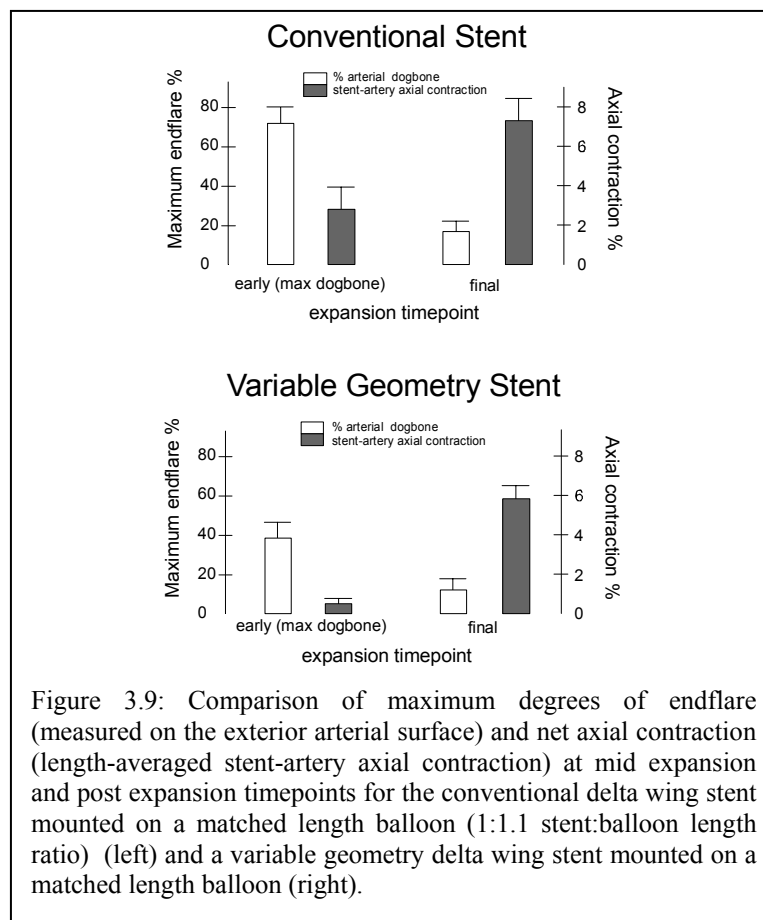 Conventional Stent
% arterial dogbone
stent-artery axial contraction
Maximum endflare %
80
60
40
20
0
Axial contraction %
8
6
4
2
0
early (max dogbone)
final
expansion timepoint
Variable Geometry Stent
% arterial dogbone
stent-artery axial contraction
Maximum endflare %
80
60
40
20
0
Axial contraction %
8
6
4
2
0
early (max dogbone)
final
expansion timepoint
Figure 3.9: Comparison of maximum degrees of endflare
(measured on the exterior arterial surface) and net axial contraction
(length-averaged stent-artery axial contraction) at mid expansion
and post expansion timepoints for the conventional delta wing stent
mounted on a matched length balloon (1:1.1 stent:balloon length
ratio) (left) and a variable geometry delta wing stent mounted on a
matched length balloon (right).